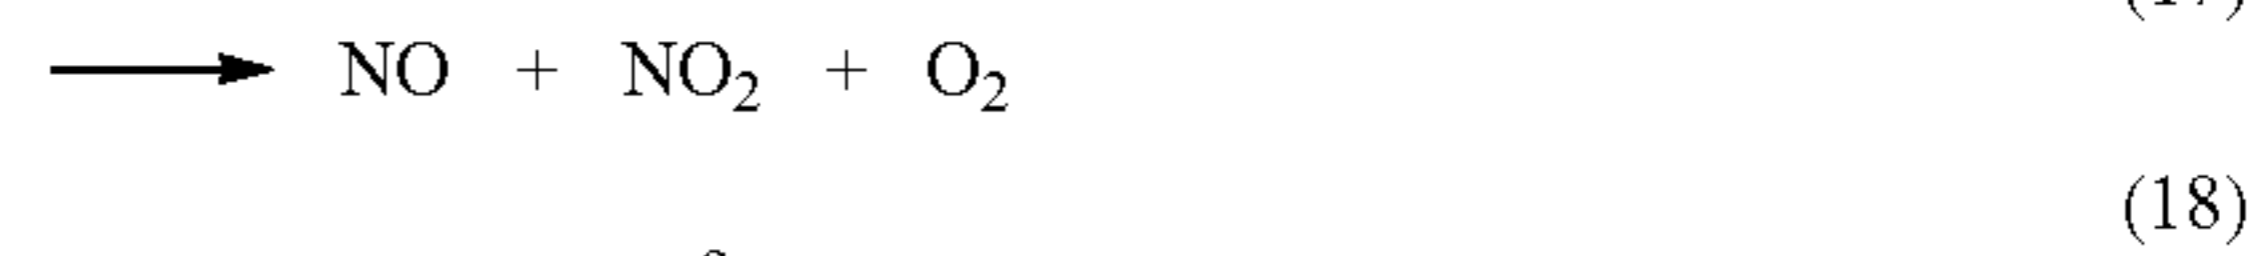 ⟶ NO + NO₂ + O₂
(18)